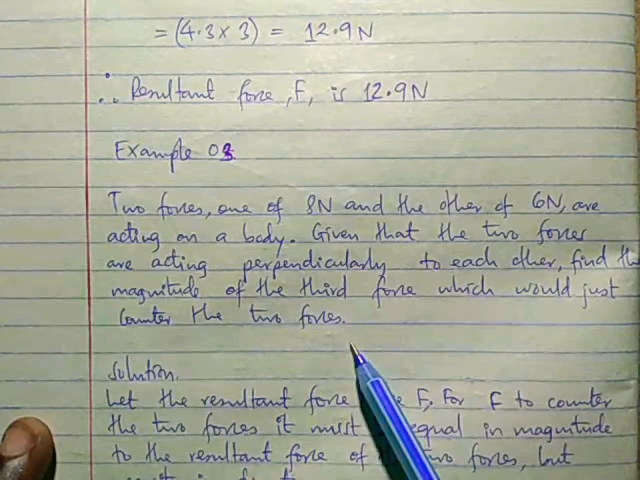 = (4.3 x 3) = 12.9N
∴ Resultant force, F, is 12.9N
Example 03
Two forces, one of 8N and the other of 6N, are
acting on a body. Given that the two forces
are acting perpendicularly to each other, find the
magnitude of the third force which would just
counter the two forces.
Solution.
Let the resultant force F, For F to counter
the two forces it must equal in magnitude
to the resultant force of two forces, but